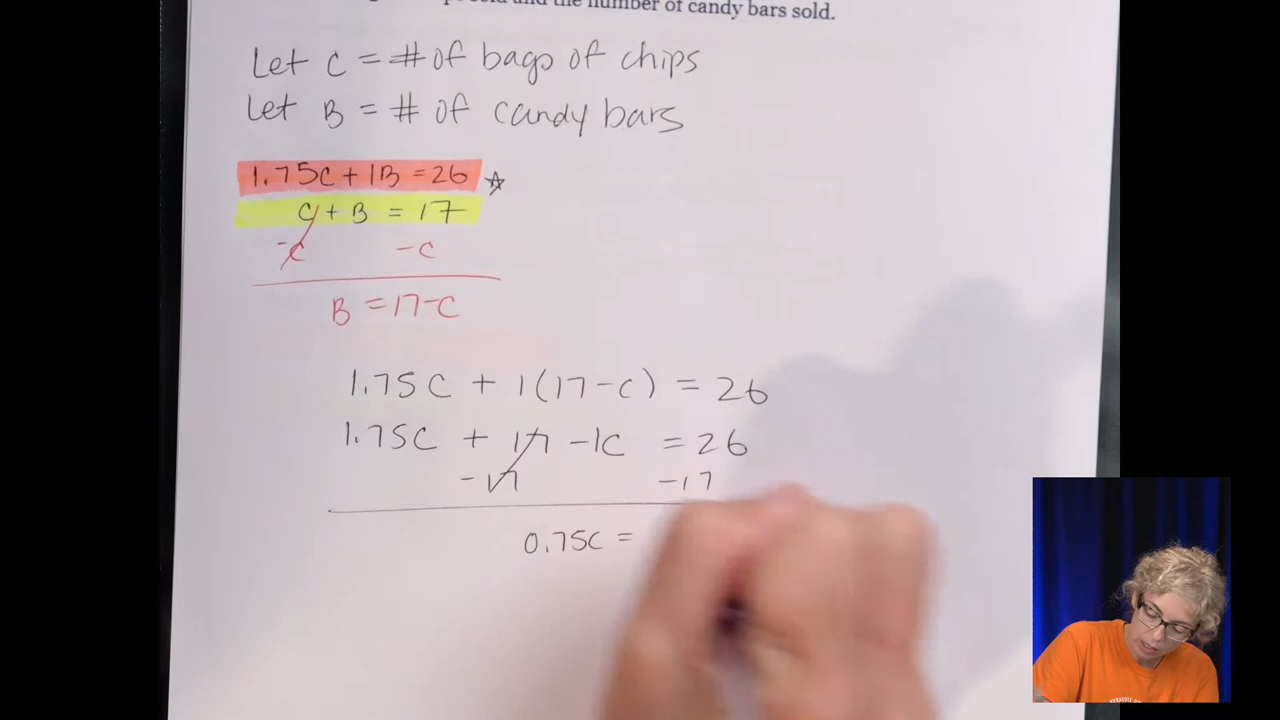 sold and the number of candy bars sold.
Let C = # of bags of chips
Let B = # of candy bars
1.75C + 1B = 26 ☆
C + B = 17
-C -C
B = 17-C
1.75C + 1(17-C) = 26
1.75C + 17 -1C = 26
-17 -17
0.75C =